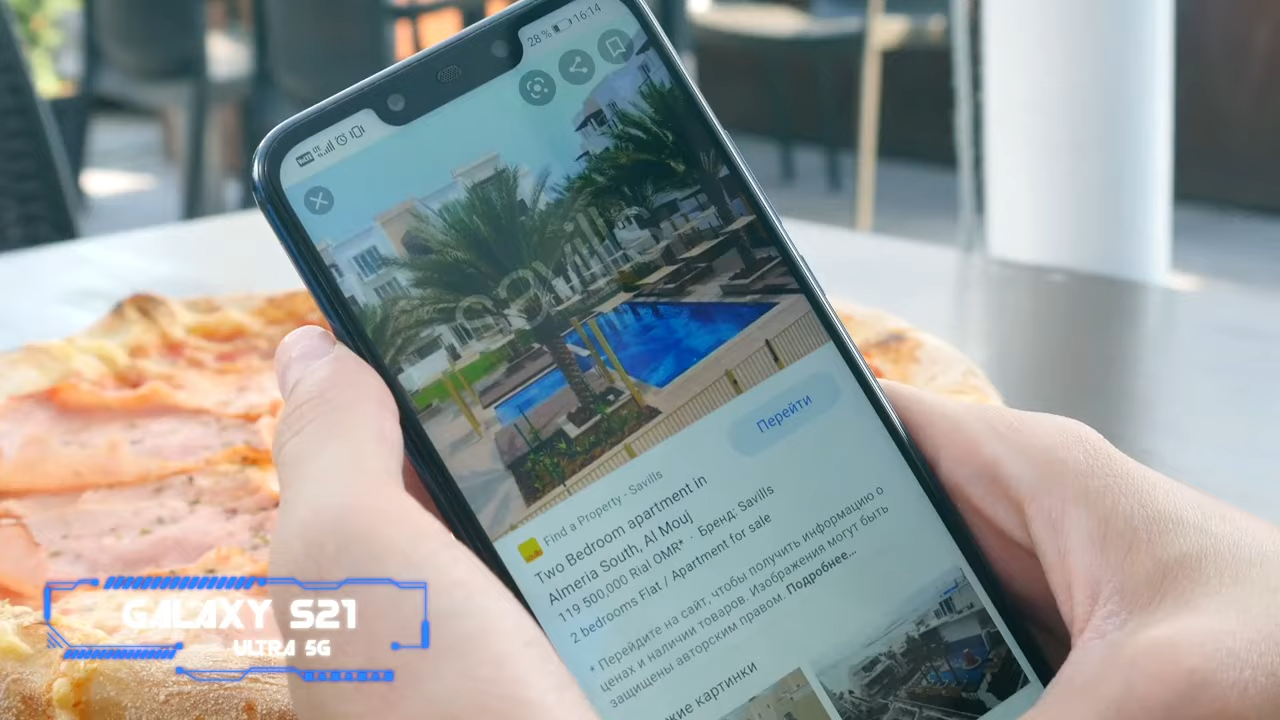 28 % 16:14
savills
Перейти
Find a Property - Savills
Two Bedroom apartment in
Almeria South, Al Mouj
119 500,000 Rial OMR* · Бренд: Savills
2 bedrooms Flat / Apartment for sale
* Перейдите на сайт, чтобы получить информацию о
ценах и наличии товаров. Изображения могут быть
защищены авторским правом. Подробнее...
картинки
GALAXY S21
ULTRA 5G